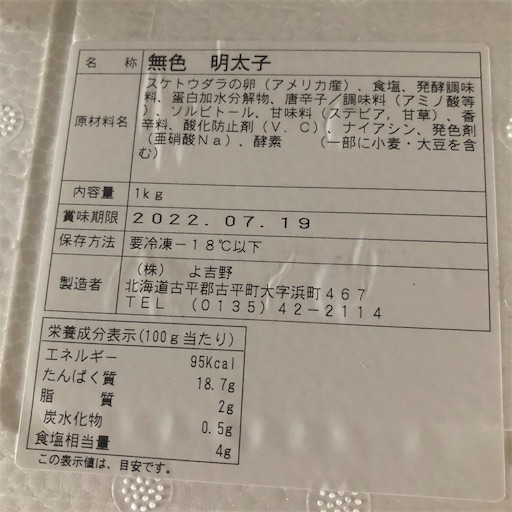 名　称 無色　明太子
原材料名 スケトウダラの卵（アメリカ産）、食塩、発酵調味
料、蛋白加水分解物、唐辛子／調味料（アミノ酸等
）、ソルビトール、甘味料（ステビア，甘草）、香
辛料、酸化防止剤（Ｖ．Ｃ）、ナイアシン、発色剤
（亜硝酸Ｎａ）、酵素　　（一部に小麦・大豆を含
む）
内容量 1kg
賞味期限 2022.07.19
保存方法 要冷凍－18℃以下
製造者 （株）　よ吉野
北海道古平郡古平町大字浜町467
TEL　（0135）42-2114
栄養成分表示(100g当たり)
エネルギー 95Kcal
たんぱく質 18.7g
脂　質 2g
炭水化物 0.5g
食塩相当量 4g
この表示値は、目安です。